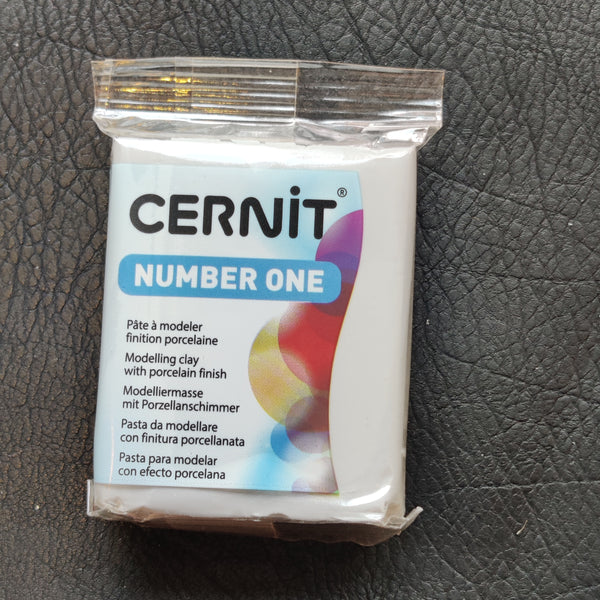 CERNiT®
NUMBER ONE
Pâte à modeler
finition porcelaine
Modelling clay
with porcelain finish
Modelliermasse
mit Porzellanschimmer
Pasta da modellare
con finitura porcellanata
Pasta para modelar
con efecto porcelana